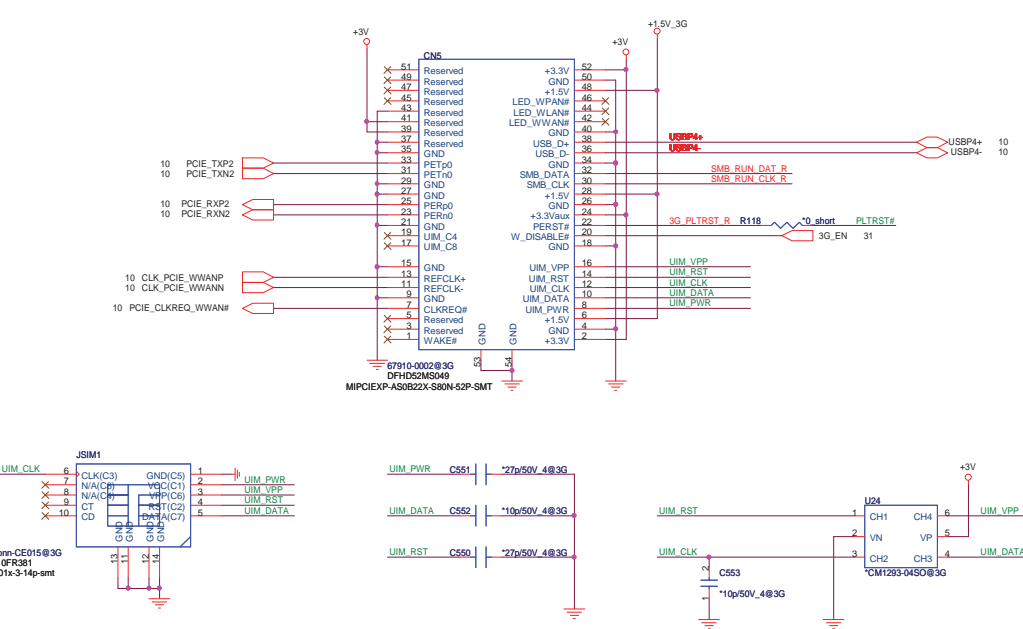 +1.5V_3G
+3V
+3V
CN5
51 Reserved +3.3V 52
49 Reserved GND 50
47 Reserved +1.5V 48
45 Reserved LED_WPAN# 46
43 Reserved LED_WLAN# 44
41 Reserved LED_WWAN# 42
39 Reserved GND 40
37 Reserved USB_D+ 38 USBP4+ USBP4+ 10
35 GND USB_D- 36 USBP4- USBP4- 10
10 PCIE_TXP2 33 PETp0 GND 34
10 PCIE_TXN2 31 PETn0 SMB_DATA 32 SMB_RUN_DAT_R
29 GND SMB_CLK 30 SMB_RUN_CLK_R
27 GND +1.5V 28
10 PCIE_RXP2 25 PERp0 GND 26
10 PCIE_RXN2 23 PERn0 +3.3Vaux 24
21 GND PERST# 22 3G_PLTRST_R R118 *0_short PLTRST#
19 UIM_C4 W_DISABLE# 20 3G_EN 31
17 UIM_C8 GND 18
15 GND UIM_VPP 16 UIM_VPP
10 CLK_PCIE_WWANP 13 REFCLK+ UIM_RST 14 UIM_RST
10 CLK_PCIE_WWANN 11 REFCLK- UIM_CLK 12 UIM_CLK
9 GND UIM_DATA 10 UIM_DATA
10 PCIE_CLKREQ_WWAN# 7 CLKREQ# UIM_PWR 8 UIM_PWR
5 Reserved +1.5V 6
3 Reserved GND 4
1 WAKE# +3.3V 2
GND GND
53 54
67910-0002@3G
DFHD52MS049
MIPCIEXP-AS0B22X-S80N-52P-SMT
JSIM1
UIM_CLK 6 CLK(C3) GND(C5) 1
7 N/A(C8) VCC(C1) 2 UIM_PWR
8 N/A(C4) VPP(C6) 3 UIM_VPP
9 CT RST(C2) 4 UIM_RST
10 CD DATA(C7) 5 UIM_DATA
GND GND GND GND
13 11 12 14
onn-CE015@3G
0FR381
01x-3-14p-smt
UIM_PWR C551 *27p/50V_4@3G
UIM_DATA C552 *10p/50V_4@3G
UIM_RST C550 *27p/50V_4@3G
+3V
U24
UIM_RST 1 CH1 CH4 6 UIM_VPP
2 VN VP 5
UIM_CLK 3 CH2 CH3 4 UIM_DATA
*CM1293-04SO@3G
2 C553
1 *10p/50V_4@3G